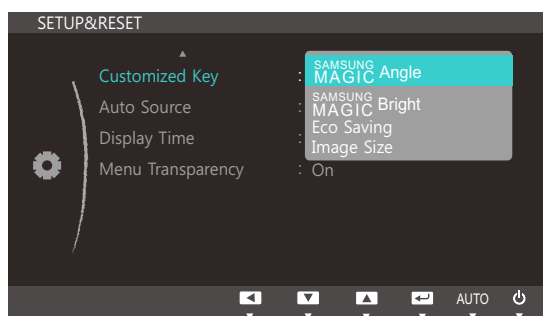 SETUP&RESET
Customized Key :
SAMSUNG
MAGIC Angle
Auto Source :
SAMSUNG
MAGIC Bright
Eco Saving
Display Time :
Image Size
Menu Transparency : On
AUTO